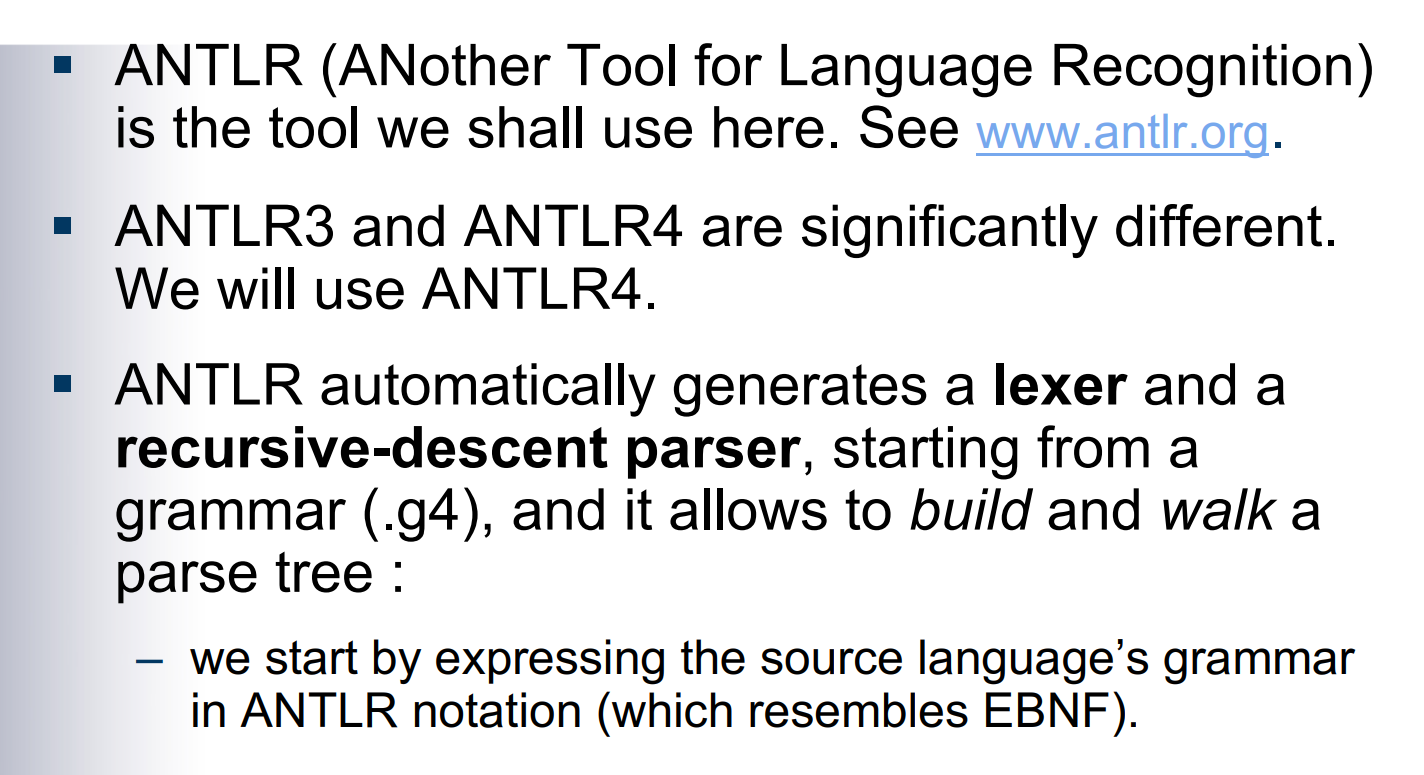 ▪ ANTLR (ANother Tool for Language Recognition)
is the tool we shall use here. See www.antlr.org.
▪ ANTLR3 and ANTLR4 are significantly different.
We will use ANTLR4.
▪ ANTLR automatically generates a lexer and a
recursive-descent parser, starting from a
grammar (.g4), and it allows to build and walk a
parse tree :
– we start by expressing the source language’s grammar
in ANTLR notation (which resembles EBNF).